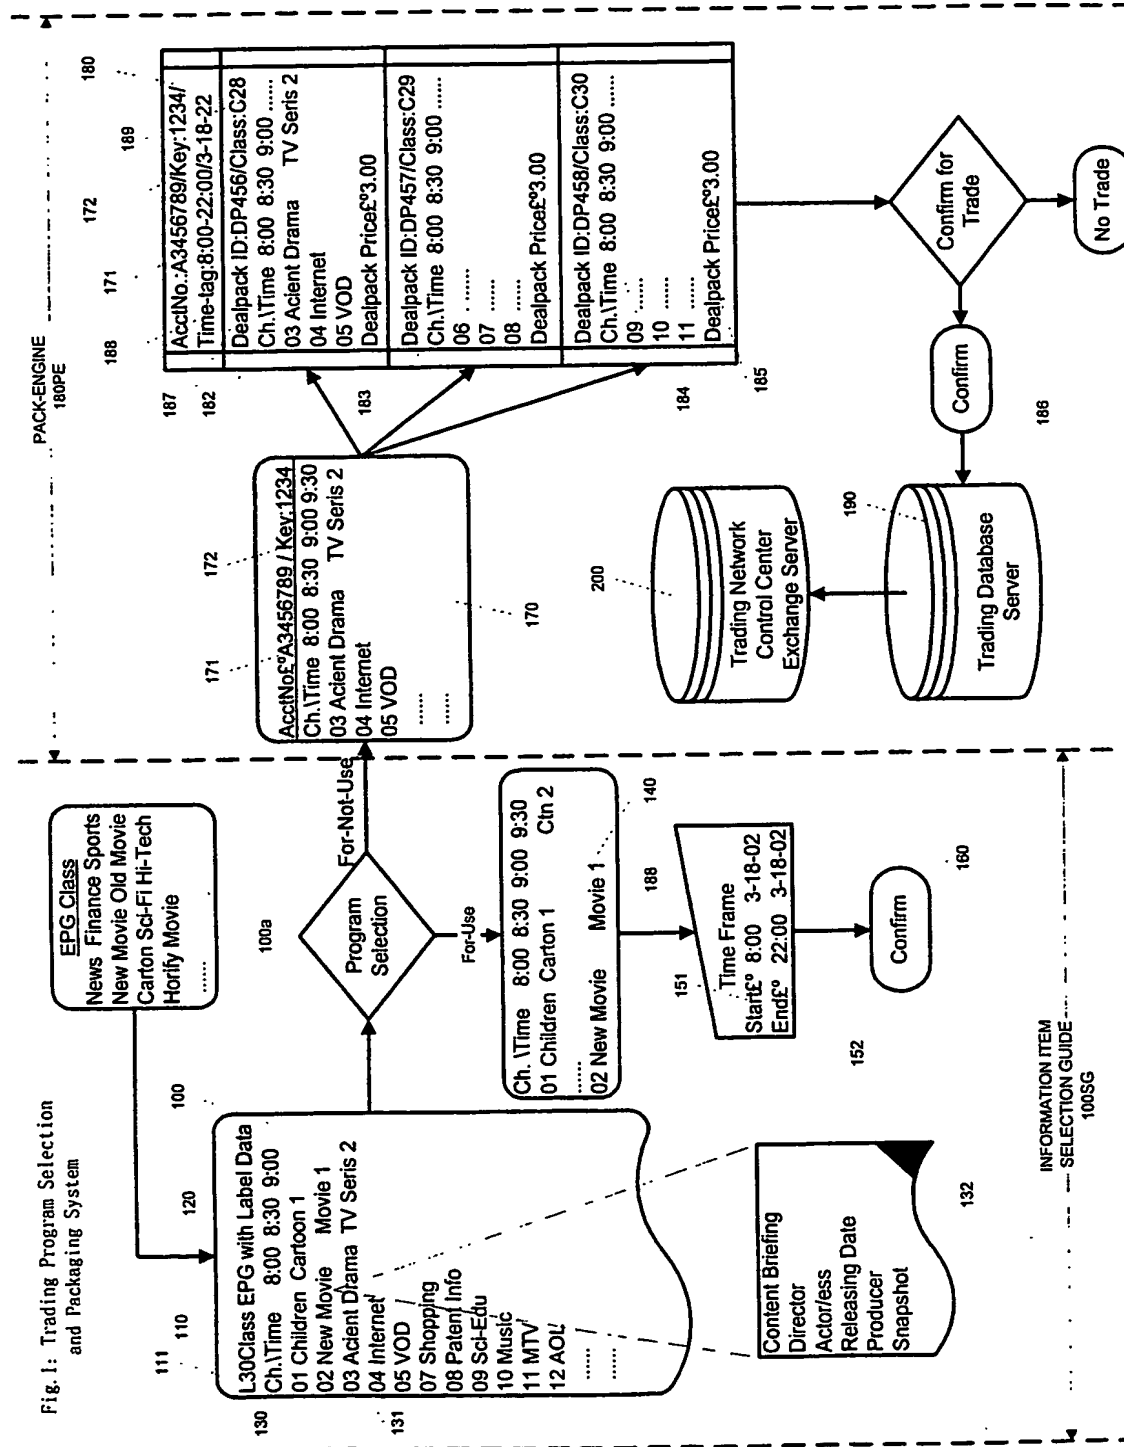 Fig.1: Trading Program Selection
and Packaging System
EPG Class
News Finance Sports
New Movie Old Movie
Carton Sci-Fi Hi-Tech
Horify Movie
......
100
120
110
111
L30Class EPG with Label Data
Ch.\Time 8:00 8:30 9:00
01 Children Cartoon 1
02 New Movie Movie 1
03 Acient Drama TV Seris 2
04 Internet
05 VOD
07 Shopping
08 Patent Info
09 Sci-Edu
10 Music
11 MTV
12 AOL
......
......
130
131
Content Briefing
Director
Actor/ess
Releasing Date
Producer
Snapshot
132
100a
Program
Selection
For-Not-Use
For-Use
Ch. \Time 8:00 8:30 9:00 9:30
01 Children Carton 1 Ctn 2
......
02 New Movie Movie 1
140
188
Time Frame
Start£º 8:00 3-18-02
End£º 22:00 3-18-02
151
152
Confirm
160
INFORMATION ITEM
SELECTION GUIDE
100SG
PACK-ENGINE
180PE
171
172
AcctNo£ºA3456789 / Key:1234
Ch.\Time 8:00 8:30 9:00 9:30
03 Acient Drama TV Seris 2
04 Internet
05 VOD
......
......
170
187
188
171
172
189
180
182
AcctNo.:A3456789/Key:1234/
Time-tag:8:00-22:00/3-18-22
Dealpack ID:DP456/Class:C28
Ch.\Time 8:00 8:30 9:00 ......
03 Acient Drama TV Seris 2
04 Internet
05 VOD
Dealpack Price£º3.00
183
Dealpack ID:DP457/Class:C29
Ch.\Time 8:00 8:30 9:00 ......
06 ......
07 ......
08 ......
Dealpack Price£º3.00
184
Dealpack ID:DP458/Class:C30
Ch.\Time 8:00 8:30 9:00 ......
09 ......
10 ......
11 ......
Dealpack Price£º3.00
185
Confirm for
Trade
No Trade
Confirm
186
190
Trading Database
Server
200
Trading Network
Control Center
Exchange Server